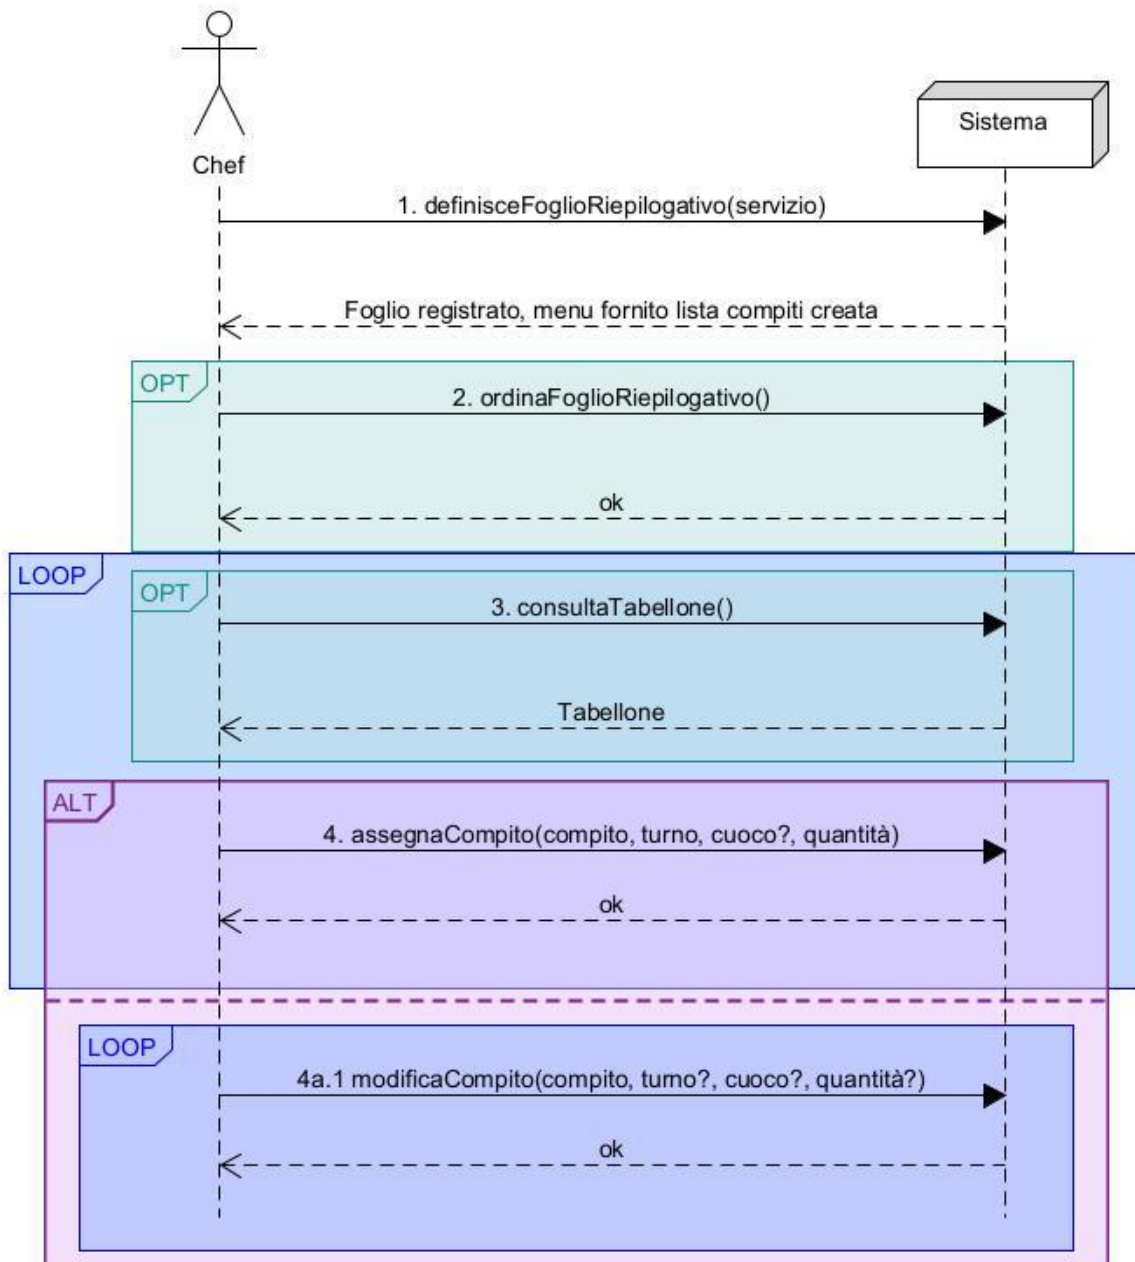 Chef
Sistema
1. definisceFoglioRiepilogativo(servizio)
Foglio registrato, menu fornito lista compiti creata
OPT
2. ordinaFoglioRiepilogativo()
ok
LOOP
OPT
3. consultaTabellone()
Tabellone
ALT
4. assegnaCompito(compito, turno, cuoco?, quantità)
ok
LOOP
4a.1 modificaCompito(compito, turno?, cuoco?, quantità?)
ok